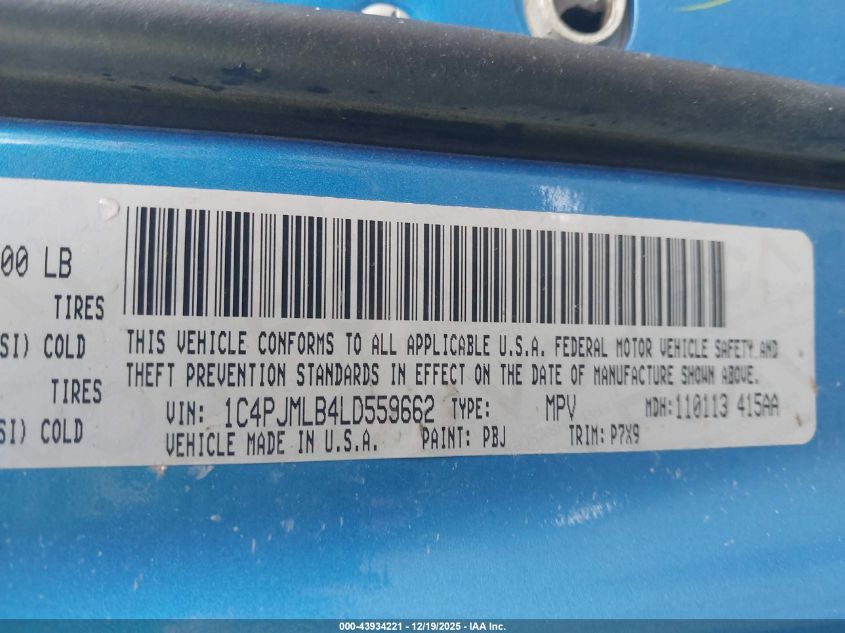 00 LB
TIRES
SI) COLD
TIRES
SI) COLD
THIS VEHICLE CONFORMS TO ALL APPLICABLE U.S.A. FEDERAL MOTOR VEHICLE SAFETY AND
THEFT PREVENTION STANDARDS IN EFFECT ON THE DATE OF MANUFACTURE SHOWN ABOVE.
VIN: 1C4PJMLB4LD559662 TYPE: MPV MDH: 110113 415AA
VEHICLE MADE IN U.S.A. PAINT: PBJ TRIM: P7X9
000-43934221 - 12/19/2025 - IAA Inc.